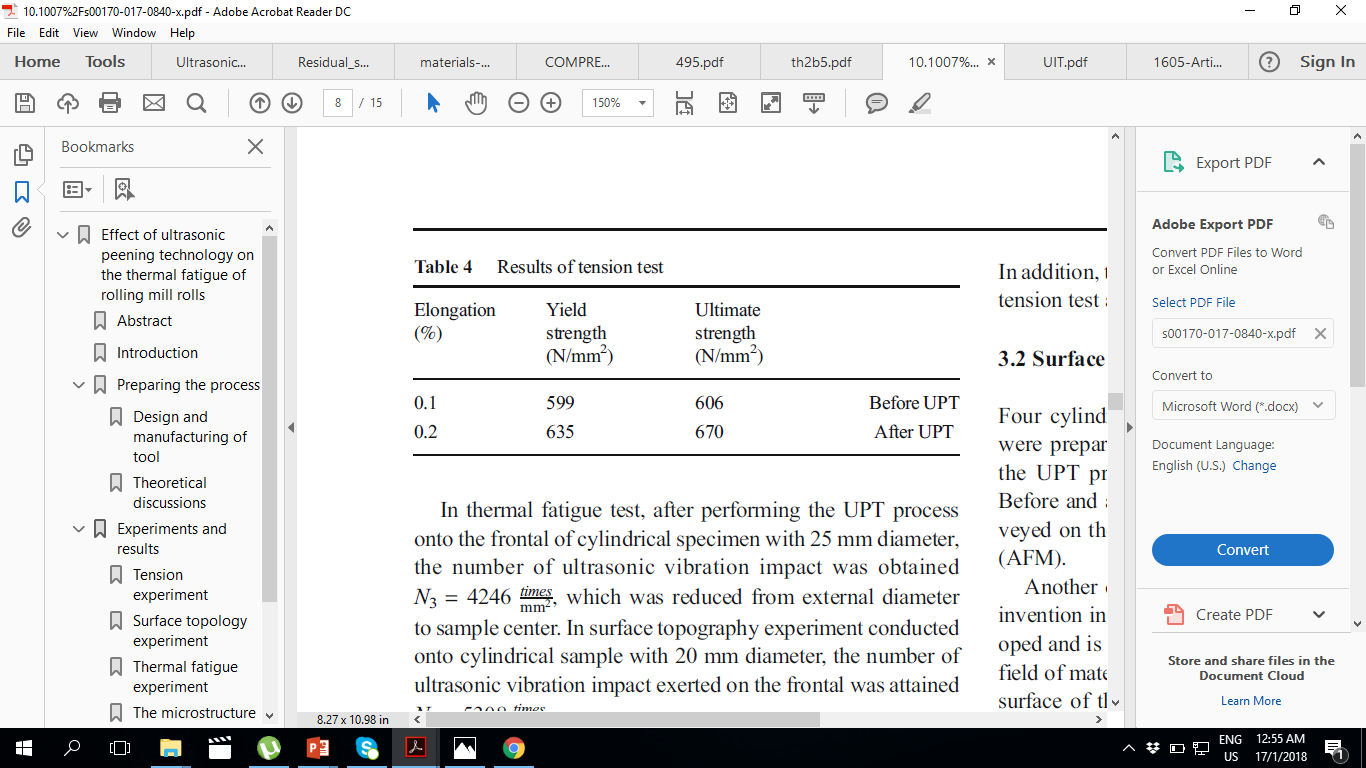 10.1007%2Fs00170-017-0840-x.pdf - Adobe Acrobat Reader DC
File Edit View Window Help
Home Tools Ultrasonic... Residual_s... materials-... COMPRE... 495.pdf th2b5.pdf 10.1007%... UIT.pdf 1605-Arti... Sign In
8 / 15 150%
Bookmarks
Effect of ultrasonic
peening technology on
the thermal fatigue of
rolling mill rolls
Abstract
Introduction
Preparing the process
Design and
manufacturing of
tool
Theoretical
discussions
Experiments and
results
Tension
experiment
Surface topology
experiment
Thermal fatigue
experiment
The microstructure
Table 4 Results of tension test
Elongation Yield Ultimate
(%) strength strength
(N/mm²) (N/mm²)
0.1 599 606 Before UPT
0.2 635 670 After UPT
In thermal fatigue test, after performing the UPT process
onto the frontal of cylindrical specimen with 25 mm diameter,
the number of ultrasonic vibration impact was obtained
N₃ = 4246 times/mm², which was reduced from external diameter
to sample center. In surface topography experiment conducted
onto cylindrical sample with 20 mm diameter, the number of
ultrasonic vibration impact exerted on the frontal was attained
In addition,
tension test
3.2 Surface
Four cylind
were prepar
the UPT pr
Before and
veyed on th
(AFM).
Another
invention in
oped and is
field of mate
surface of th
8.27 x 10.98 in
Export PDF
Adobe Export PDF
Convert PDF Files to Word
or Excel Online
Select PDF File
s00170-017-0840-x.pdf
Convert to
Microsoft Word (*.docx)
Document Language:
English (U.S.) Change
Convert
Create PDF
Store and share files in the
Document Cloud
Learn More
ENG 12:55 AM
US 17/1/2018 1